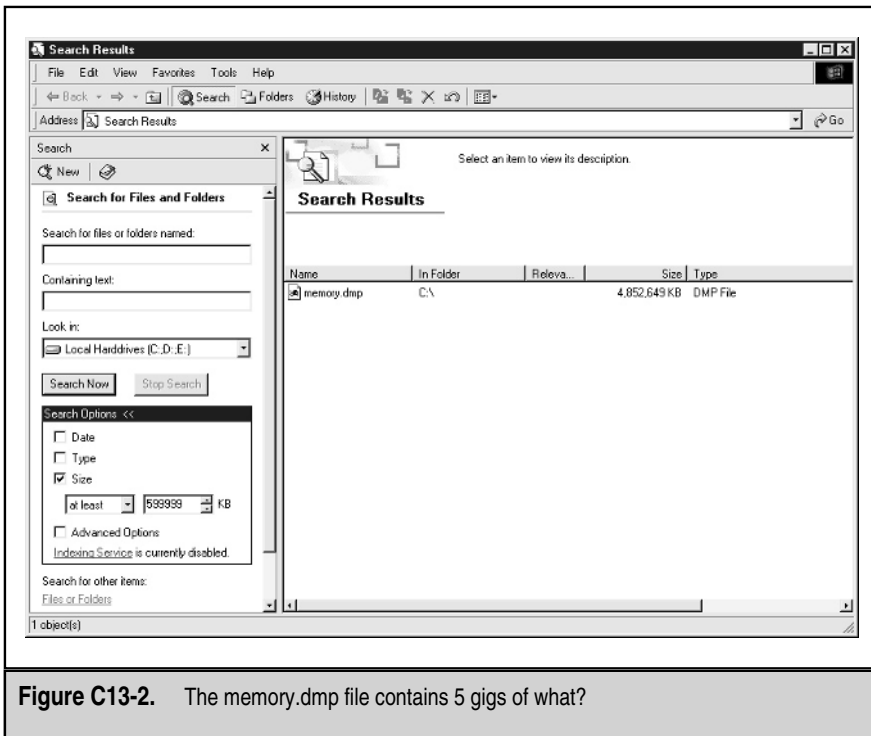 Search Results
File Edit View Favorites Tools Help
Back Search Folders History
Address Search Results Go
Search
New
Search for Files and Folders
Search for files or folders named:
Containing text:
Look in:
Local Harddrives (C:,D:,E:)
Search Now Stop Search
Search Options <<
Date
Type
Size
at least 599999 KB
Advanced Options
Indexing Service is currently disabled.
Search for other items:
Files or Folders
Select an item to view its description.
Search Results
Name In Folder Releva... Size Type
memory.dmp C:\ 4,852,649 KB DMP File
1 object(s)
Figure C13-2. The memory.dmp file contains 5 gigs of what?